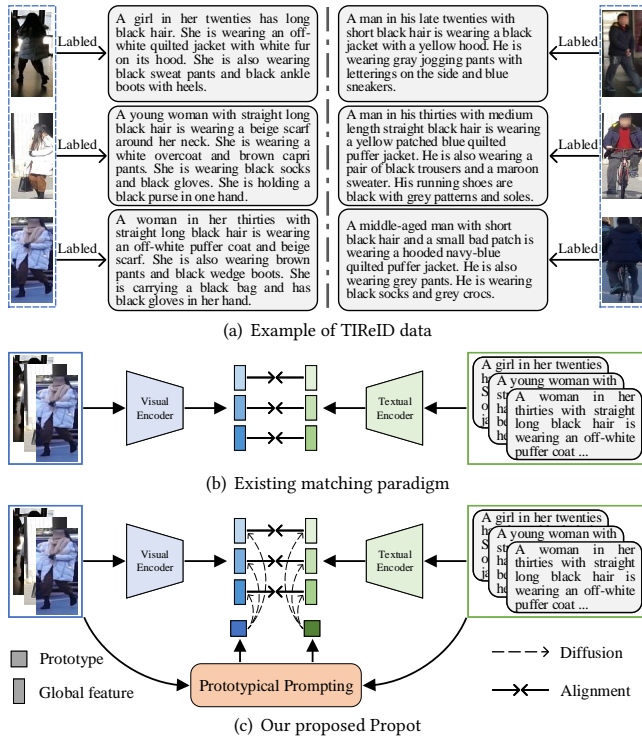 A girl in her twenties has long
black hair. She is wearing an off-
white quilted jacket with white fur
on its hood. She is also wearing
black sweat pants and black ankle
boots with heels.
Labled
A man in his late twenties with
short black hair is wearing a black
jacket with a yellow hood. He is
wearing gray jogging pants with
letterings on the side and blue
sneakers.
Labled
A young woman with straight long
black hair is wearing a beige scarf
around her neck. She is wearing a
white overcoat and brown capri
pants. She is wearing black socks
and black gloves. She is holding a
black purse in one hand.
Labled
A man in his thirties with medium
length straight black hair is wearing
a yellow patched blue quilted
puffer jacket. He is also wearing a
pair of black trousers and a maroon
sweater. His running shoes are
black with grey patterns and soles.
Labled
A woman in her thirties with
straight long black hair is wearing
an off-white puffer coat and beige
scarf. She is also wearing brown
pants and black wedge boots. She
is carrying a black bag and has
black gloves in her hand.
Labled
A middle-aged man with short
black hair and a small bad patch is
wearing a hooded navy-blue
quilted puffer jacket. He is also
wearing grey pants. He is wearing
black socks and grey crocs.
Labled
(a) Example of TIReID data
Visual
Encoder
Textual
Encoder
A girl in her twenties
A young woman with
A woman in her
thirties with straight
long black hair is
wearing an off-white
puffer coat ...
(b) Existing matching paradigm
Visual
Encoder
Textual
Encoder
A girl in her twenties
A young woman with
A woman in her
thirties with straight
long black hair is
wearing an off-white
puffer coat ...
Prototype
Global feature
Prototypical Prompting
Diffusion
Alignment
(c) Our proposed Propot